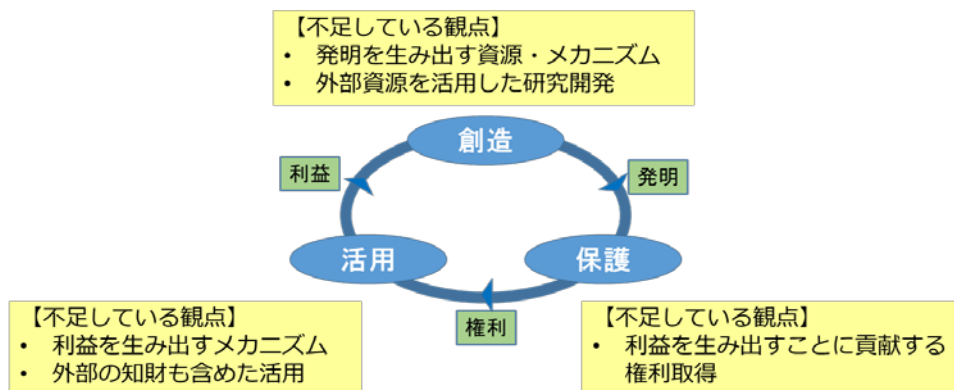 【不足している観点】
• 発明を生み出す資源・メカニズム
• 外部資源を活用した研究開発
創造
利益
発明
活用
保護
権利
【不足している観点】
• 利益を生み出すメカニズム
• 外部の知財も含めた活用
【不足している観点】
• 利益を生み出すことに貢献する
権利取得